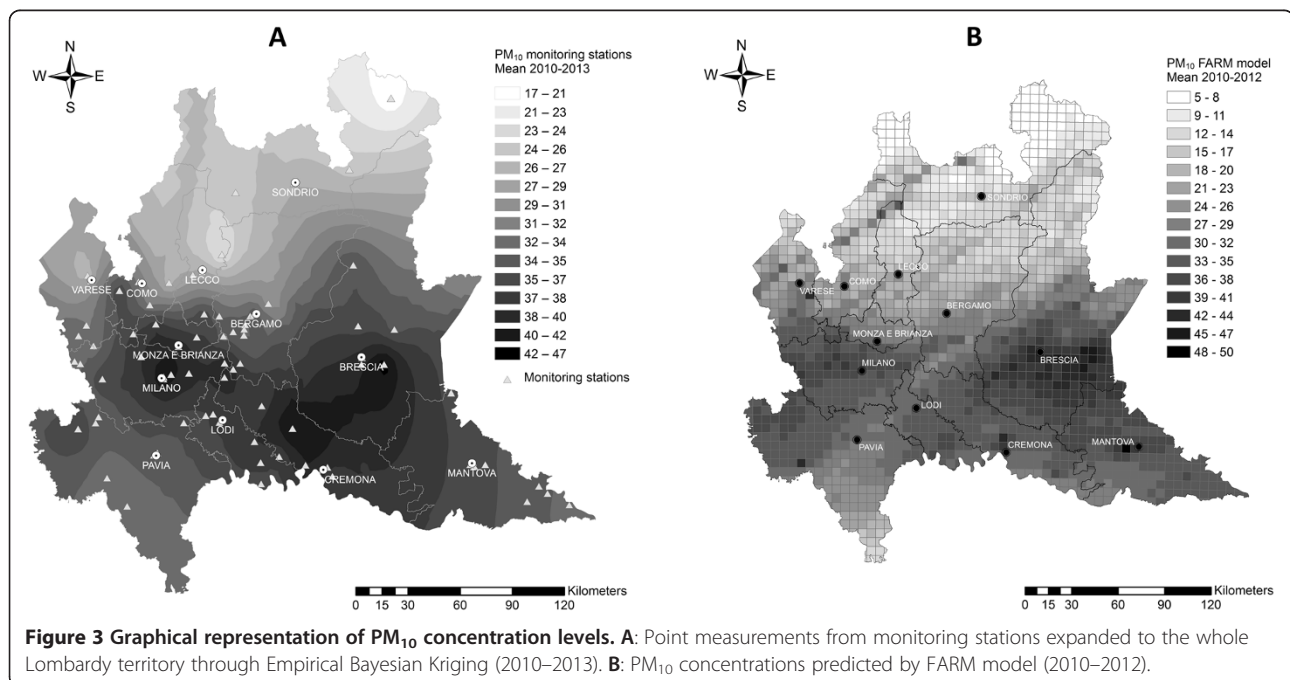 A
N
W E
S
PM₁₀ monitoring stations
Mean 2010-2013
17 – 21
21 – 23
23 – 24
24 – 26
26 – 27
27 – 29
29 – 31
31 – 32
32 – 34
34 – 35
35 – 37
37 – 38
38 – 40
40 – 42
42 – 47
Monitoring stations
SONDRIO
LECCO
VARESE
COMO
BERGAMO
MONZA E BRIANZA
BRESCIA
MILANO
LODI
PAVIA
CREMONA
MANTOVA
Kilometers
0 15 30 60 90 120
B
N
W E
S
PM₁₀ FARM model
Mean 2010-2012
5 - 8
9 - 11
12 - 14
15 - 17
18 - 20
21 - 23
24 - 26
27 - 29
30 - 32
33 - 35
36 - 38
39 - 41
42 - 44
45 - 47
48 - 50
SONDRIO
LECCO
VARESE
COMO
BERGAMO
MONZA E BRIANZA
BRESCIA
MILANO
LODI
PAVIA
CREMONA
MANTOVA
Kilometers
0 15 30 60 90 120
Figure 3 Graphical representation of PM₁₀ concentration levels. A: Point measurements from monitoring stations expanded to the whole
Lombardy territory through Empirical Bayesian Kriging (2010–2013). B: PM₁₀ concentrations predicted by FARM model (2010–2012).